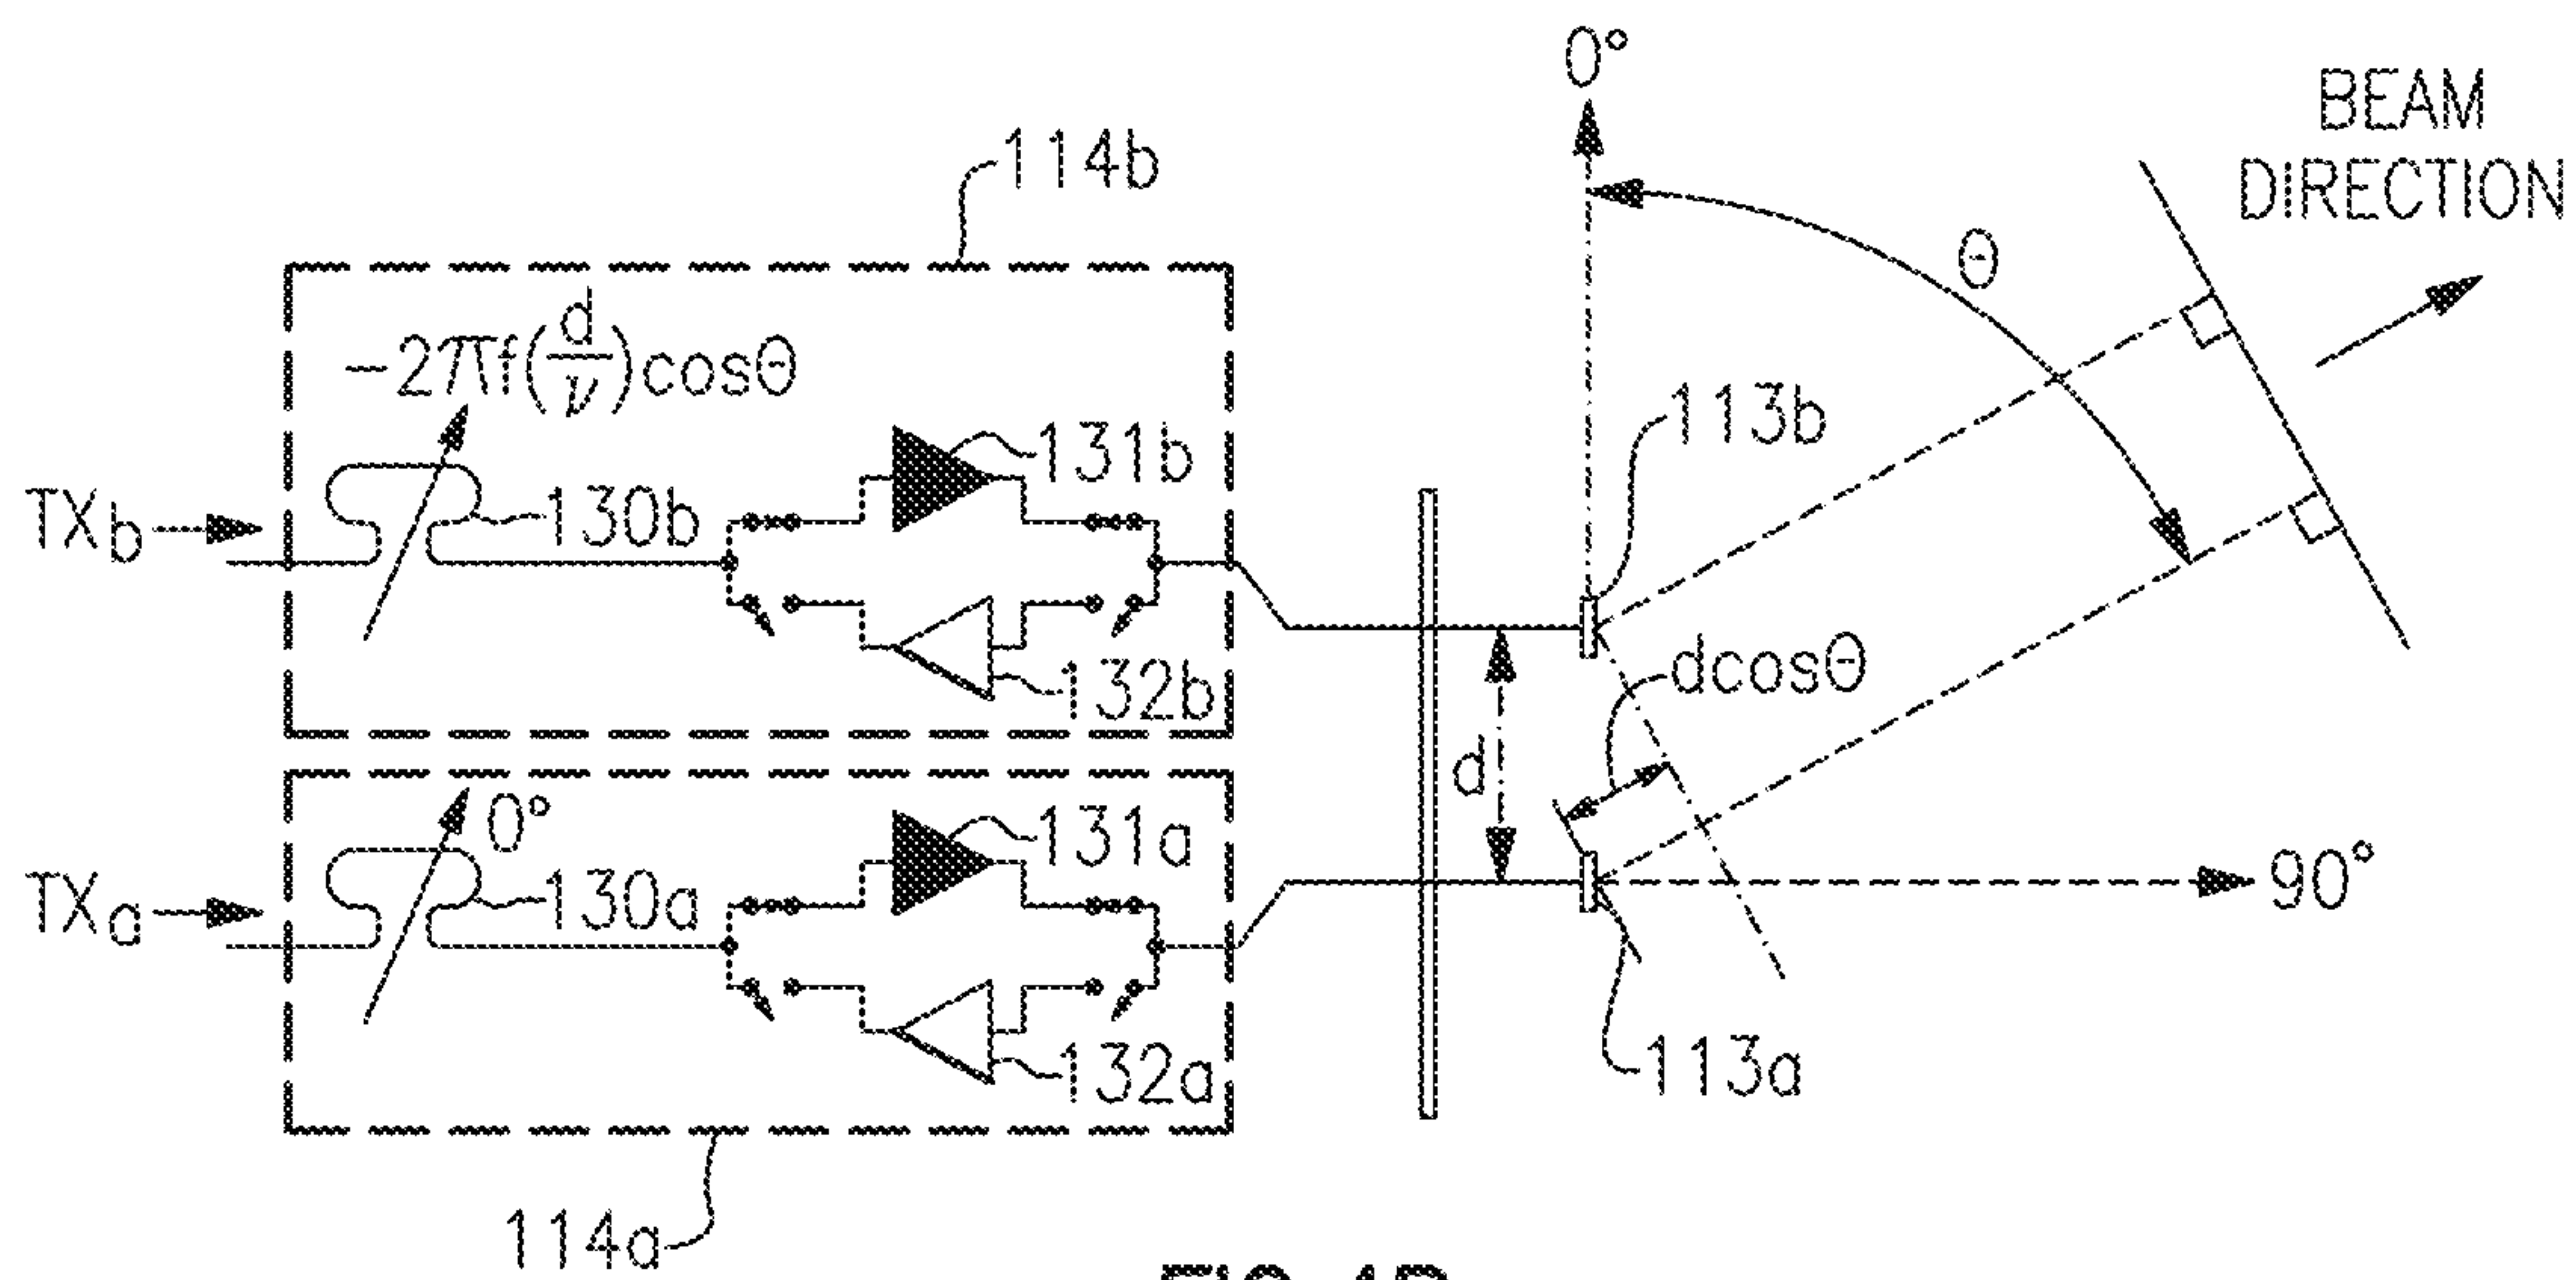 0°
BEAM
DIRECTION
114b
θ
-2πf(d/ν)cosθ
113b
131b
TXb
130b
dcosθ
132b
d
0°
131a
TXa
130a
90°
132a
113a
114a